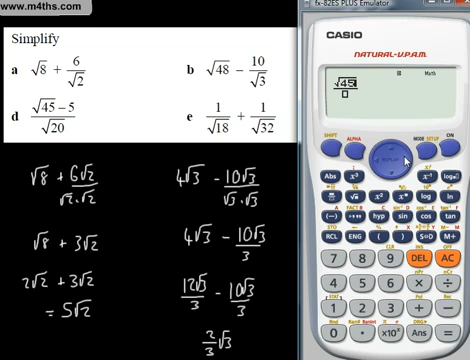 www.m4ths.com
fx-82ES PLUS Emulator
Simplify
a √8 + 6/√2
b √48 − 10/√3
d (√45 − 5)/√20
e 1/√18 + 1/√32
√8 + 6√2/(√2.√2)
√8 + 3√2
2√2 + 3√2
= 5√2
4√3 − 10√3/(√3.√3)
4√3 − 10√3/3
12√3/3 − 10√3/3
2/3 √3
CASIO
NATURAL-V.P.A.M.
Math
√45
SHIFT ALPHA REPLAY MODE SETUP ON
Abs x³ x⁻¹ log
√ x² log ln
(−) hyp sin cos tan
RCL ENG ( ) S⇔D M+
7 8 9 DEL AC
4 5 6 × ÷
1 2 3 + −
0 . ×10ˣ Ans =